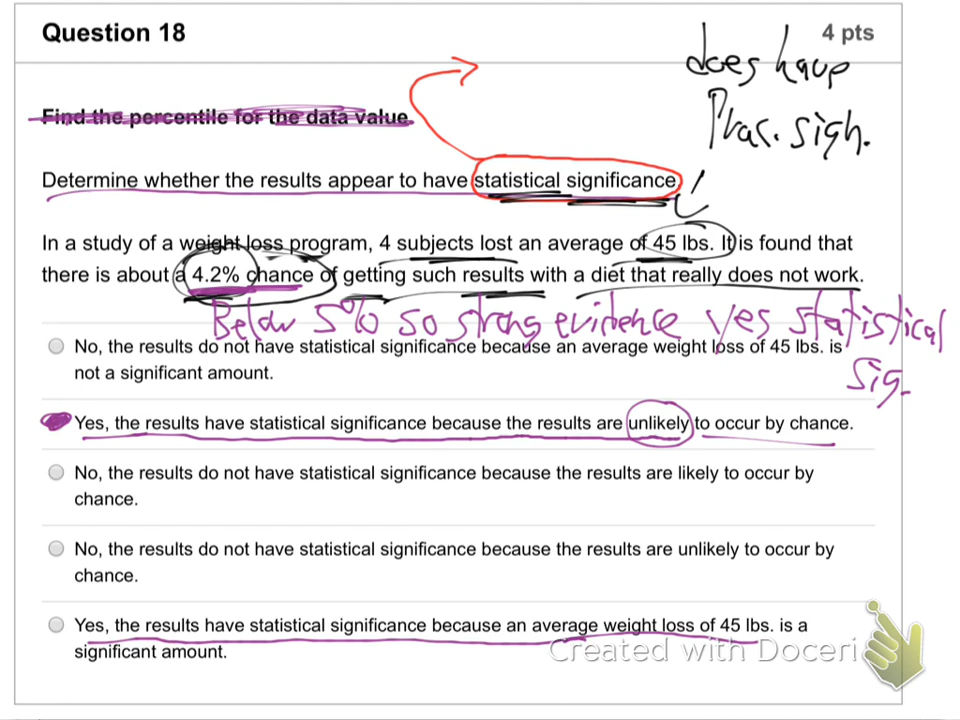 Question 18
4 pts
does have
Prac. sign.
Find the percentile for the data value.
Determine whether the results appear to have statistical significance
In a study of a weight loss program, 4 subjects lost an average of 45 lbs. It is found that
there is about a 4.2% chance of getting such results with a diet that really does not work.
Below 5% so strong evidence yes statistical
sig.
No, the results do not have statistical significance because an average weight loss of 45 lbs. is
not a significant amount.
Yes, the results have statistical significance because the results are unlikely to occur by chance.
No, the results do not have statistical significance because the results are likely to occur by
chance.
No, the results do not have statistical significance because the results are unlikely to occur by
chance.
Yes, the results have statistical significance because an average weight loss of 45 lbs. is a
significant amount.
Created with Doceri